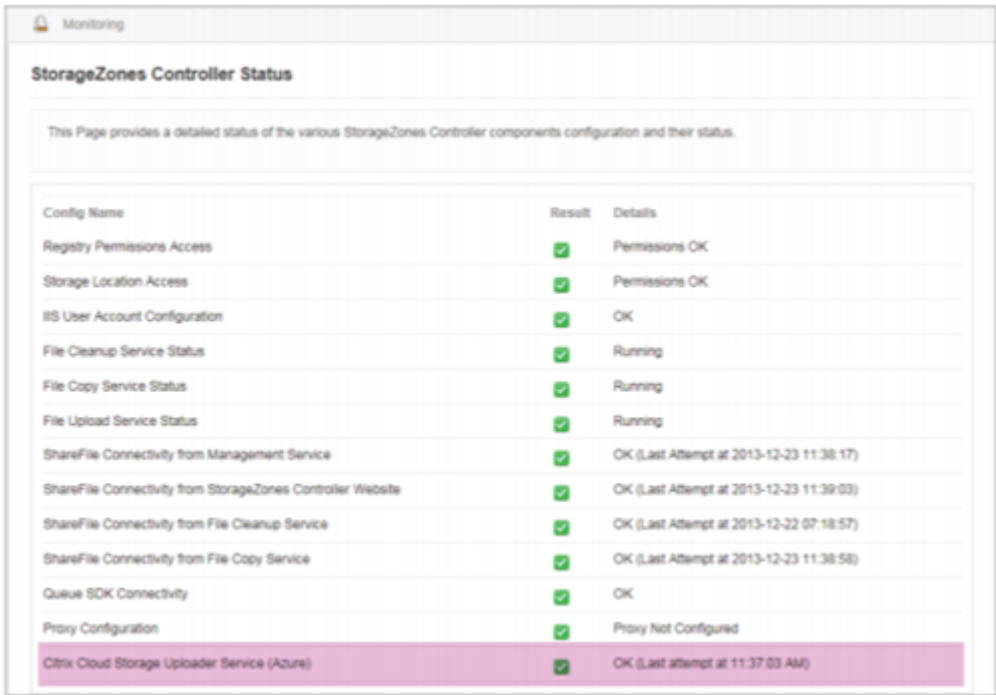 Monitoring
StorageZones Controller Status
This Page provides a detailed status of the various StorageZones Controller components configuration and their status.
Config Name Result Details
Registry Permissions Access Permissions OK
Storage Location Access Permissions OK
IIS User Account Configuration OK
File Cleanup Service Status Running
File Copy Service Status Running
File Upload Service Status Running
ShareFile Connectivity from Management Service OK (Last Attempt at 2013-12-23 11:38:17)
ShareFile Connectivity from StorageZones Controller Website OK (Last Attempt at 2013-12-23 11:39:03)
ShareFile Connectivity from File Cleanup Service OK (Last Attempt at 2013-12-22 07:18:57)
ShareFile Connectivity from File Copy Service OK (Last Attempt at 2013-12-23 11:38:58)
Queue SDK Connectivity OK
Proxy Configuration Proxy Not Configured
Citrix Cloud Storage Uploader Service (Azure) OK (Last attempt at 11:37:03 AM)